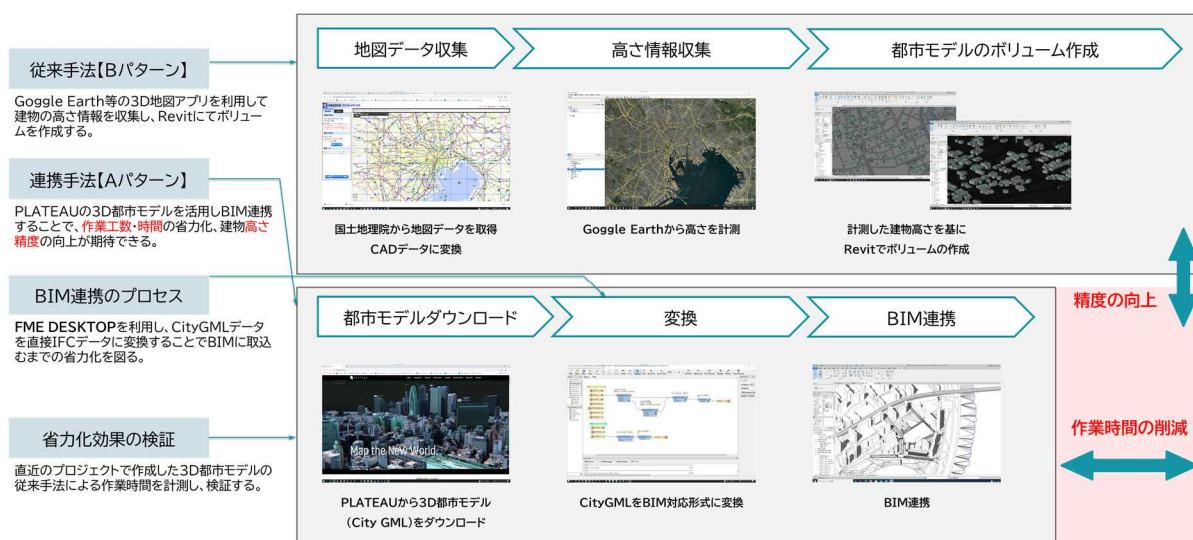 従来手法【Bパターン】
Goggle Earth等の3D地図アプリを利用して
建物の高さ情報を収集し、Revitにてボリュー
ムを作成する。
連携手法【Aパターン】
PLATEAUの3D都市モデルを活用しBIM連携
することで、作業工数・時間の省力化、建物高さ
精度の向上が期待できる。
BIM連携のプロセス
FME DESKTOPを利用し、CityGMLデータ
を直接IFCデータに変換することでBIMに取込
むまでの省力化を図る。
省力化効果の検証
直近のプロジェクトで作成した3D都市モデルの
従来手法による作業時間を計測し、検証する。
地図データ収集
高さ情報収集
都市モデルのボリューム作成
国土地理院から地図データを取得
CADデータに変換
Goggle Earthから高さを計測
計測した建物高さを基に
Revitでボリュームの作成
都市モデルダウンロード
変換
BIM連携
Map the New World.
PLATEAUから3D都市モデル
(City GML)をダウンロード
CityGMLをBIM対応形式に変換
BIM連携
精度の向上
作業時間の削減